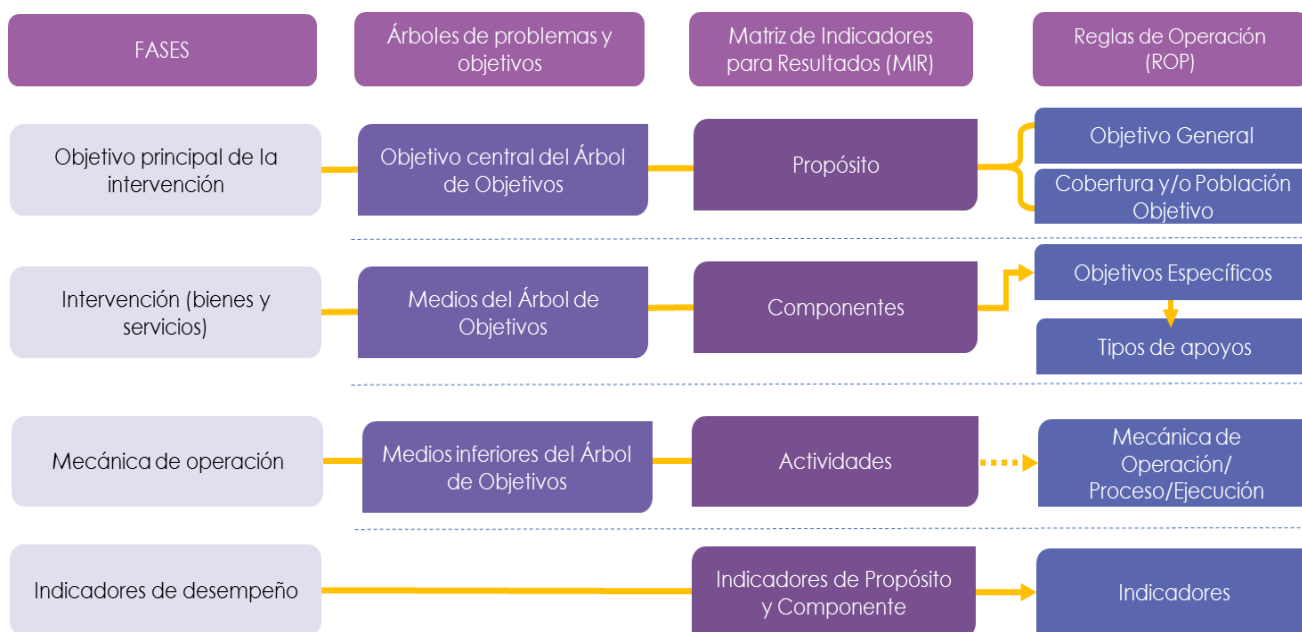 FASES
Árboles de problemas y
objetivos
Matriz de Indicadores
para Resultados (MIR)
Reglas de Operación
(ROP)
Objetivo principal de la
intervención
Objetivo central del Árbol
de Objetivos
Propósito
Objetivo General
Cobertura y/o Población
Objetivo
Intervención (bienes y
servicios)
Medios del Árbol de
Objetivos
Componentes
Objetivos Específicos
Tipos de apoyos
Mecánica de operación
Medios inferiores del Árbol
de Objetivos
Actividades
Mecánica de
Operación/
Proceso/Ejecución
Indicadores de desempeño
Indicadores de Propósito
y Componente
Indicadores